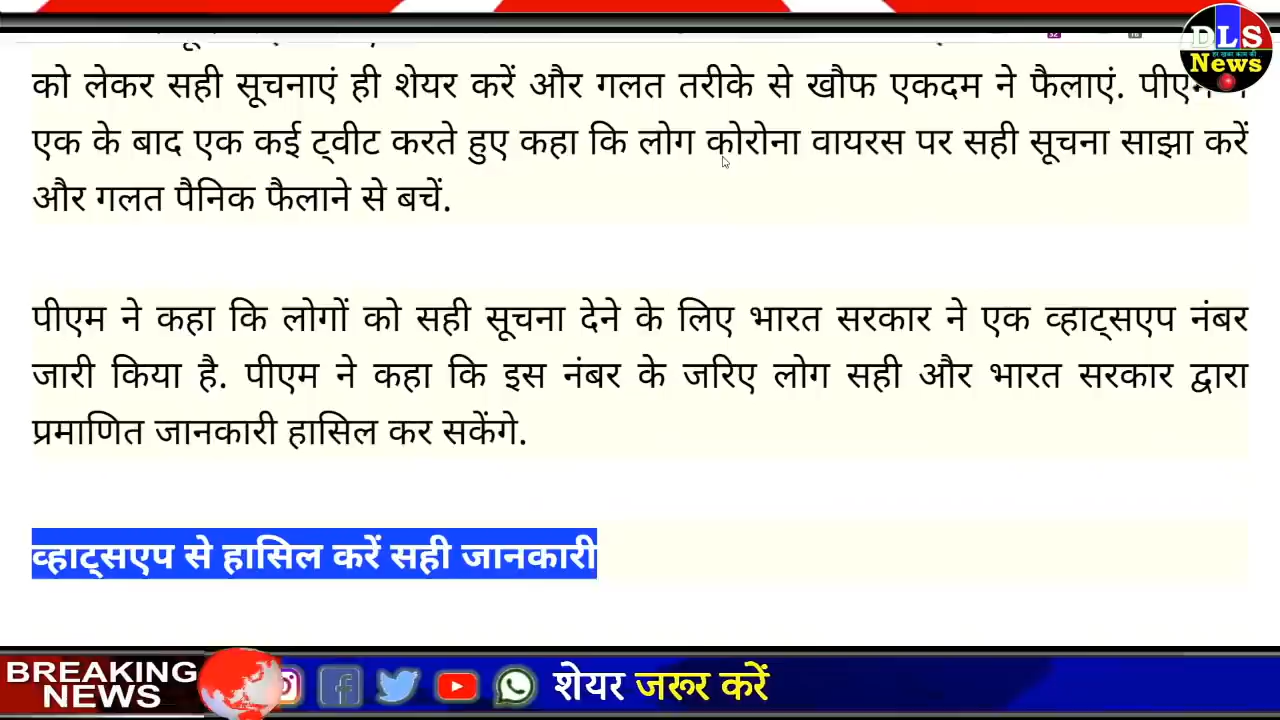 DLS
News
को लेकर सही सूचनाएं ही शेयर करें और गलत तरीके से खौफ एकदम ने फैलाएं.
एक के बाद एक कई ट्वीट करते हुए कहा कि लोग कोरोना वायरस पर सही सूचना साझा करें
और गलत पैनिक फैलाने से बचें.
पीएम ने कहा कि लोगों को सही सूचना देने के लिए भारत सरकार ने एक व्हाट्सएप नंबर
जारी किया है. पीएम ने कहा कि इस नंबर के जरिए लोग सही और भारत सरकार द्वारा
प्रमाणित जानकारी हासिल कर सकेंगे.
व्हाट्सएप से हासिल करें सही जानकारी
BREAKING
NEWS
शेयर जरूर करें